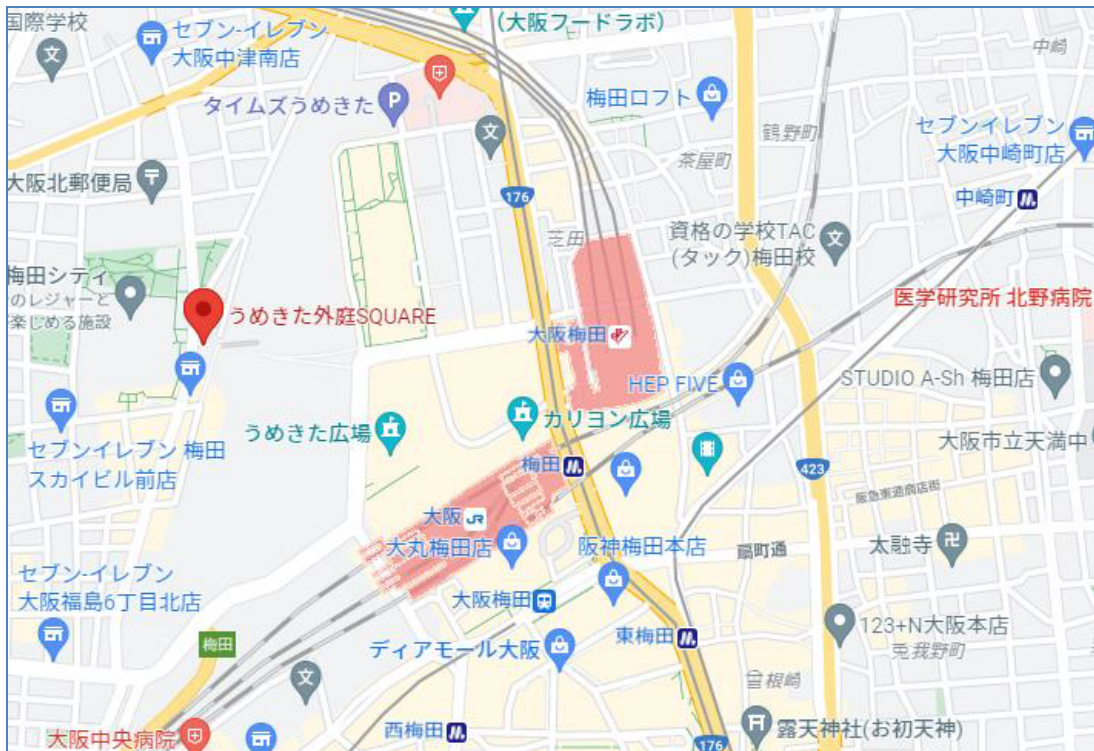 国際学校
セブン-イレブン
大阪中津南店
(大阪フードラボ)
中崎
タイムズうめきた
P
梅田ロフト
鶴野町
セブンイレブン
大阪中崎町店
茶屋町
文
大阪北郵便局
176
中崎町
芝田
資格の学校TAC
(タック)梅田校
梅田シティ
のレジャーと
楽しめる施設
うめきた外庭SQUARE
医学研究所 北野病院
大阪梅田
HEP FIVE
STUDIO A-Sh 梅田店
うめきた広場
カリヨン広場
大阪市立天満中
セブンイレブン 梅田
スカイビル前店
梅田
423
阪急東通商店街
大阪 JR
大丸梅田店
阪神梅田本店
扇町通
太融寺
セブン-イレブン
大阪福島6丁目北店
大阪梅田
123+N大阪本店
兎我野町
梅田
ディアモール大阪
東梅田
曾根崎
大阪中央病院
西梅田
176
露天神社(お初天神)